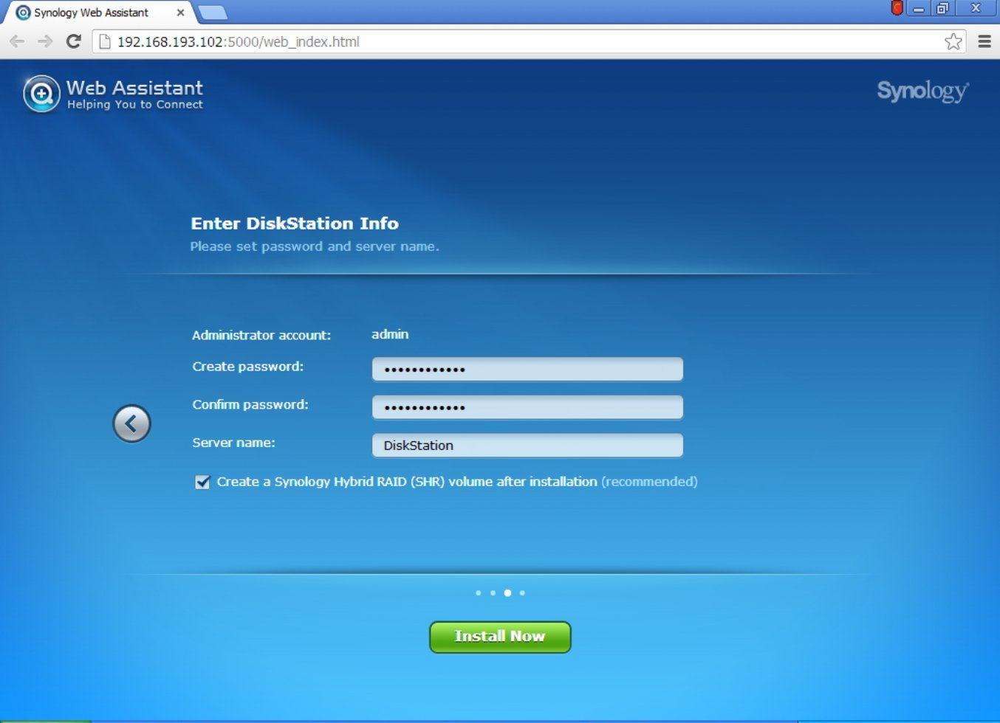 Synology Web Assistant
192.168.193.102:5000/web_index.html
Web Assistant
Helping You to Connect
Synology
Enter DiskStation Info
Please set password and server name.
Administrator account: admin
Create password: ••••••••••••
Confirm password: ••••••••••••
Server name: DiskStation
Create a Synology Hybrid RAID (SHR) volume after installation (recommended)
Install Now